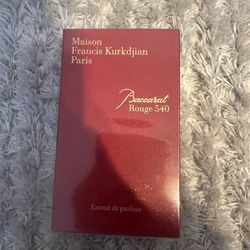 Maison
Francis Kurkdjian
Paris
Baccarat
Rouge 540
Extrait de parfum